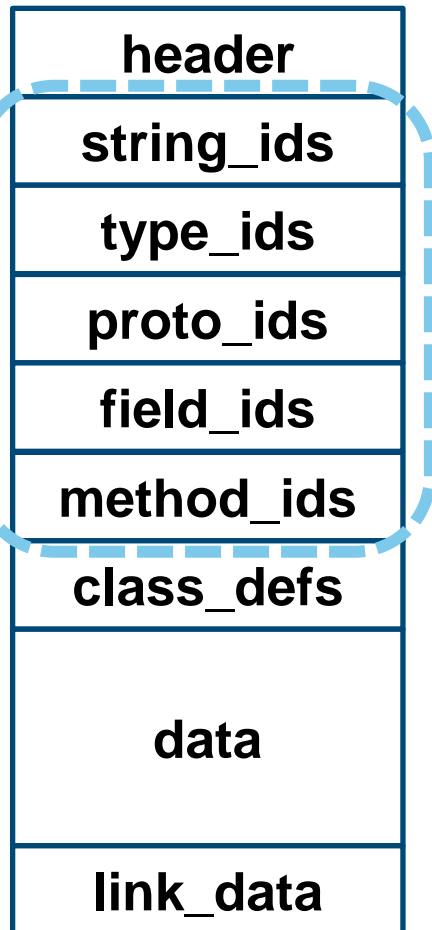 header
string_ids
type_ids
proto_ids
field_ids
method_ids
class_defs
data
link_data